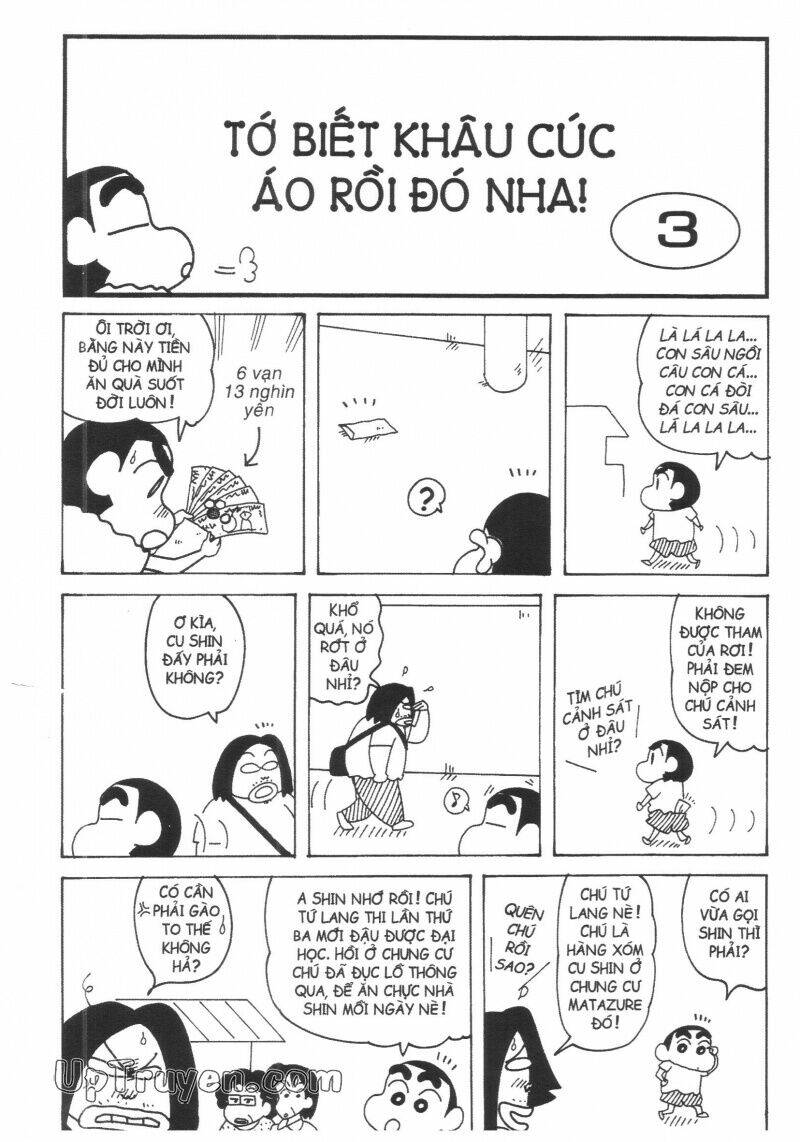 TỚ BIẾT KHÂU CÚC
ÁO RỒI ĐÓ NHA!
3
LÀ LÁ LA LA...
CON SÂU NGỒI
CÂU CON CÁ...
CON CÁ ĐÒI
ĐÁ CON SÂU...
LÁ LA LA LA...
?
ÔI TRỜI ƠI,
BẰNG NÀY TIỀN
ĐỦ CHO MÌNH
ĂN QUÀ SUỐT
ĐỜI LUÔN!
6 vạn
13 nghìn
yên
KHÔNG
ĐƯỢC THAM
CỦA RƠI!
PHẢI ĐEM
NỘP CHO
CHÚ CẢNH
SÁT!
TÌM CHÚ
CẢNH SÁT
Ở ĐÂU
NHỈ?
KHỔ
QUÁ, NÓ
RỚT Ở
ĐÂU
NHỈ?
Ơ KÌA,
CU SHIN
ĐẤY PHẢI
KHÔNG?
CÓ AI
VỪA GỌI
SHIN THÌ
PHẢI?
CHÚ TỨ
LANG NÈ!
CHÚ LÀ
HÀNG XÓM
CU SHIN Ở
CHUNG CƯ
MATAZURE
ĐÓ!
QUÊN
CHÚ
RỒI
SAO?
A SHIN NHỚ RỒI! CHÚ
TỨ LANG THI LẦN THỨ
BA MỚI ĐẬU ĐƯỢC ĐẠI
HỌC. HỒI Ở CHUNG CƯ
CHÚ ĐÃ ĐỤC LỖ THÔNG
QUA, ĐỂ ĂN CHỰC NHÀ
SHIN MỖI NGÀY NÈ!
CÓ CẦN
PHẢI GÀO
TO THẾ
KHÔNG
HẢ?
UpTruyen.com